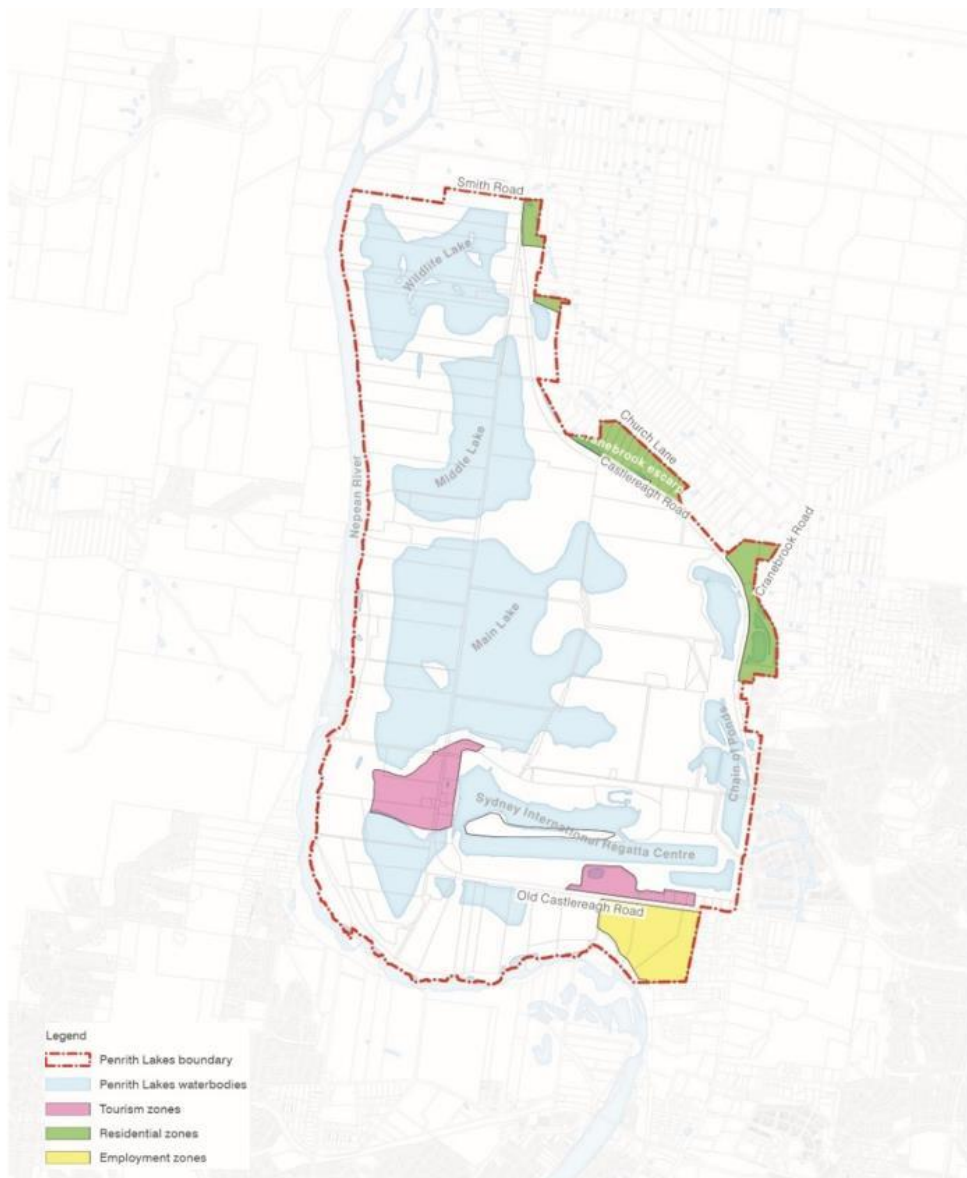 Smith Road
Wildlife Lake
Church Lane
Cranebrook escarp
Castlereagh Road
Middle Lake
Nepean River
Cranebrook Road
Main Lake
Chain of Ponds
Sydney International Regatta Centre
Old Castlereagh Road
Legend
Penrith Lakes boundary
Penrith Lakes waterbodies
Tourism zones
Residential zones
Employment zones